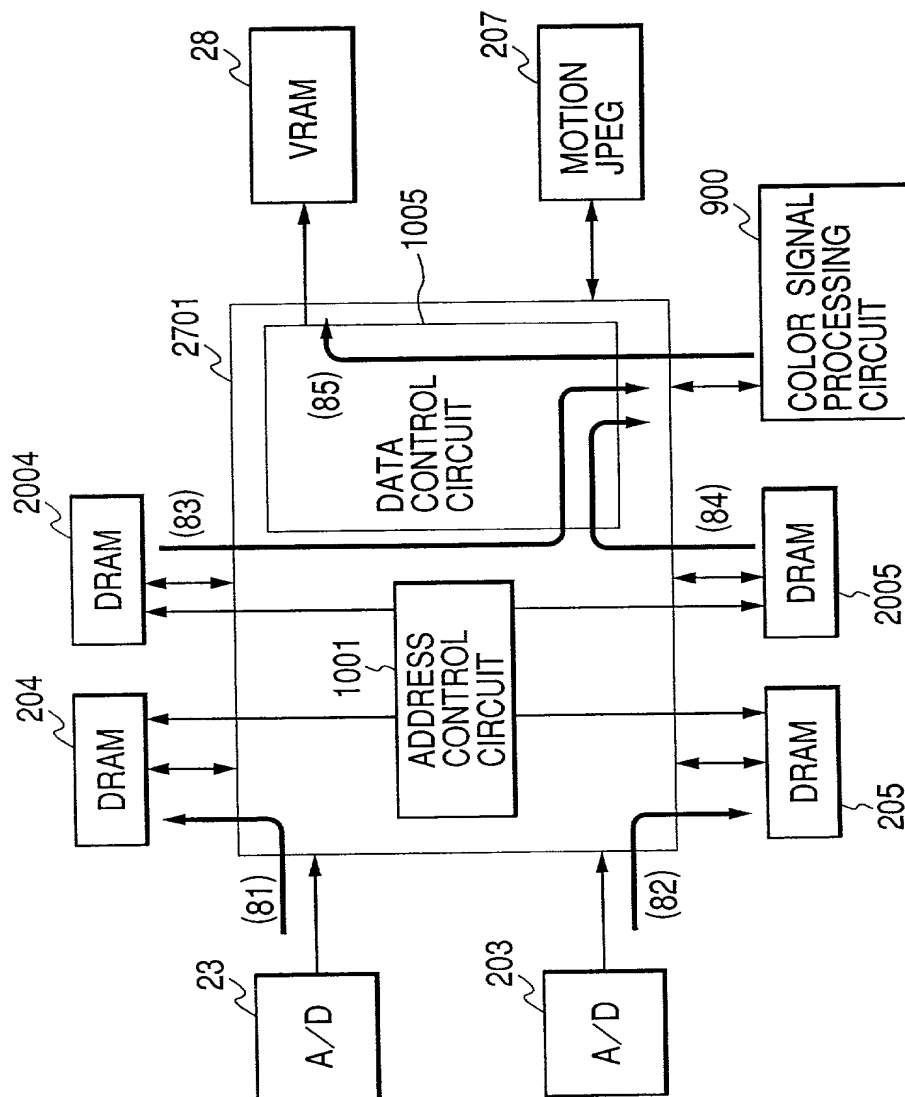 28
VRAM
207
MOTION
JPEG
900
COLOR SIGNAL
PROCESSING
CIRCUIT
1005
2701
(85)
DATA
CONTROL
CIRCUIT
2004
DRAM
(83)
(84)
DRAM
2005
204
DRAM
1001
ADDRESS
CONTROL
CIRCUIT
DRAM
205
(81)
(82)
23
A/D
203
A/D